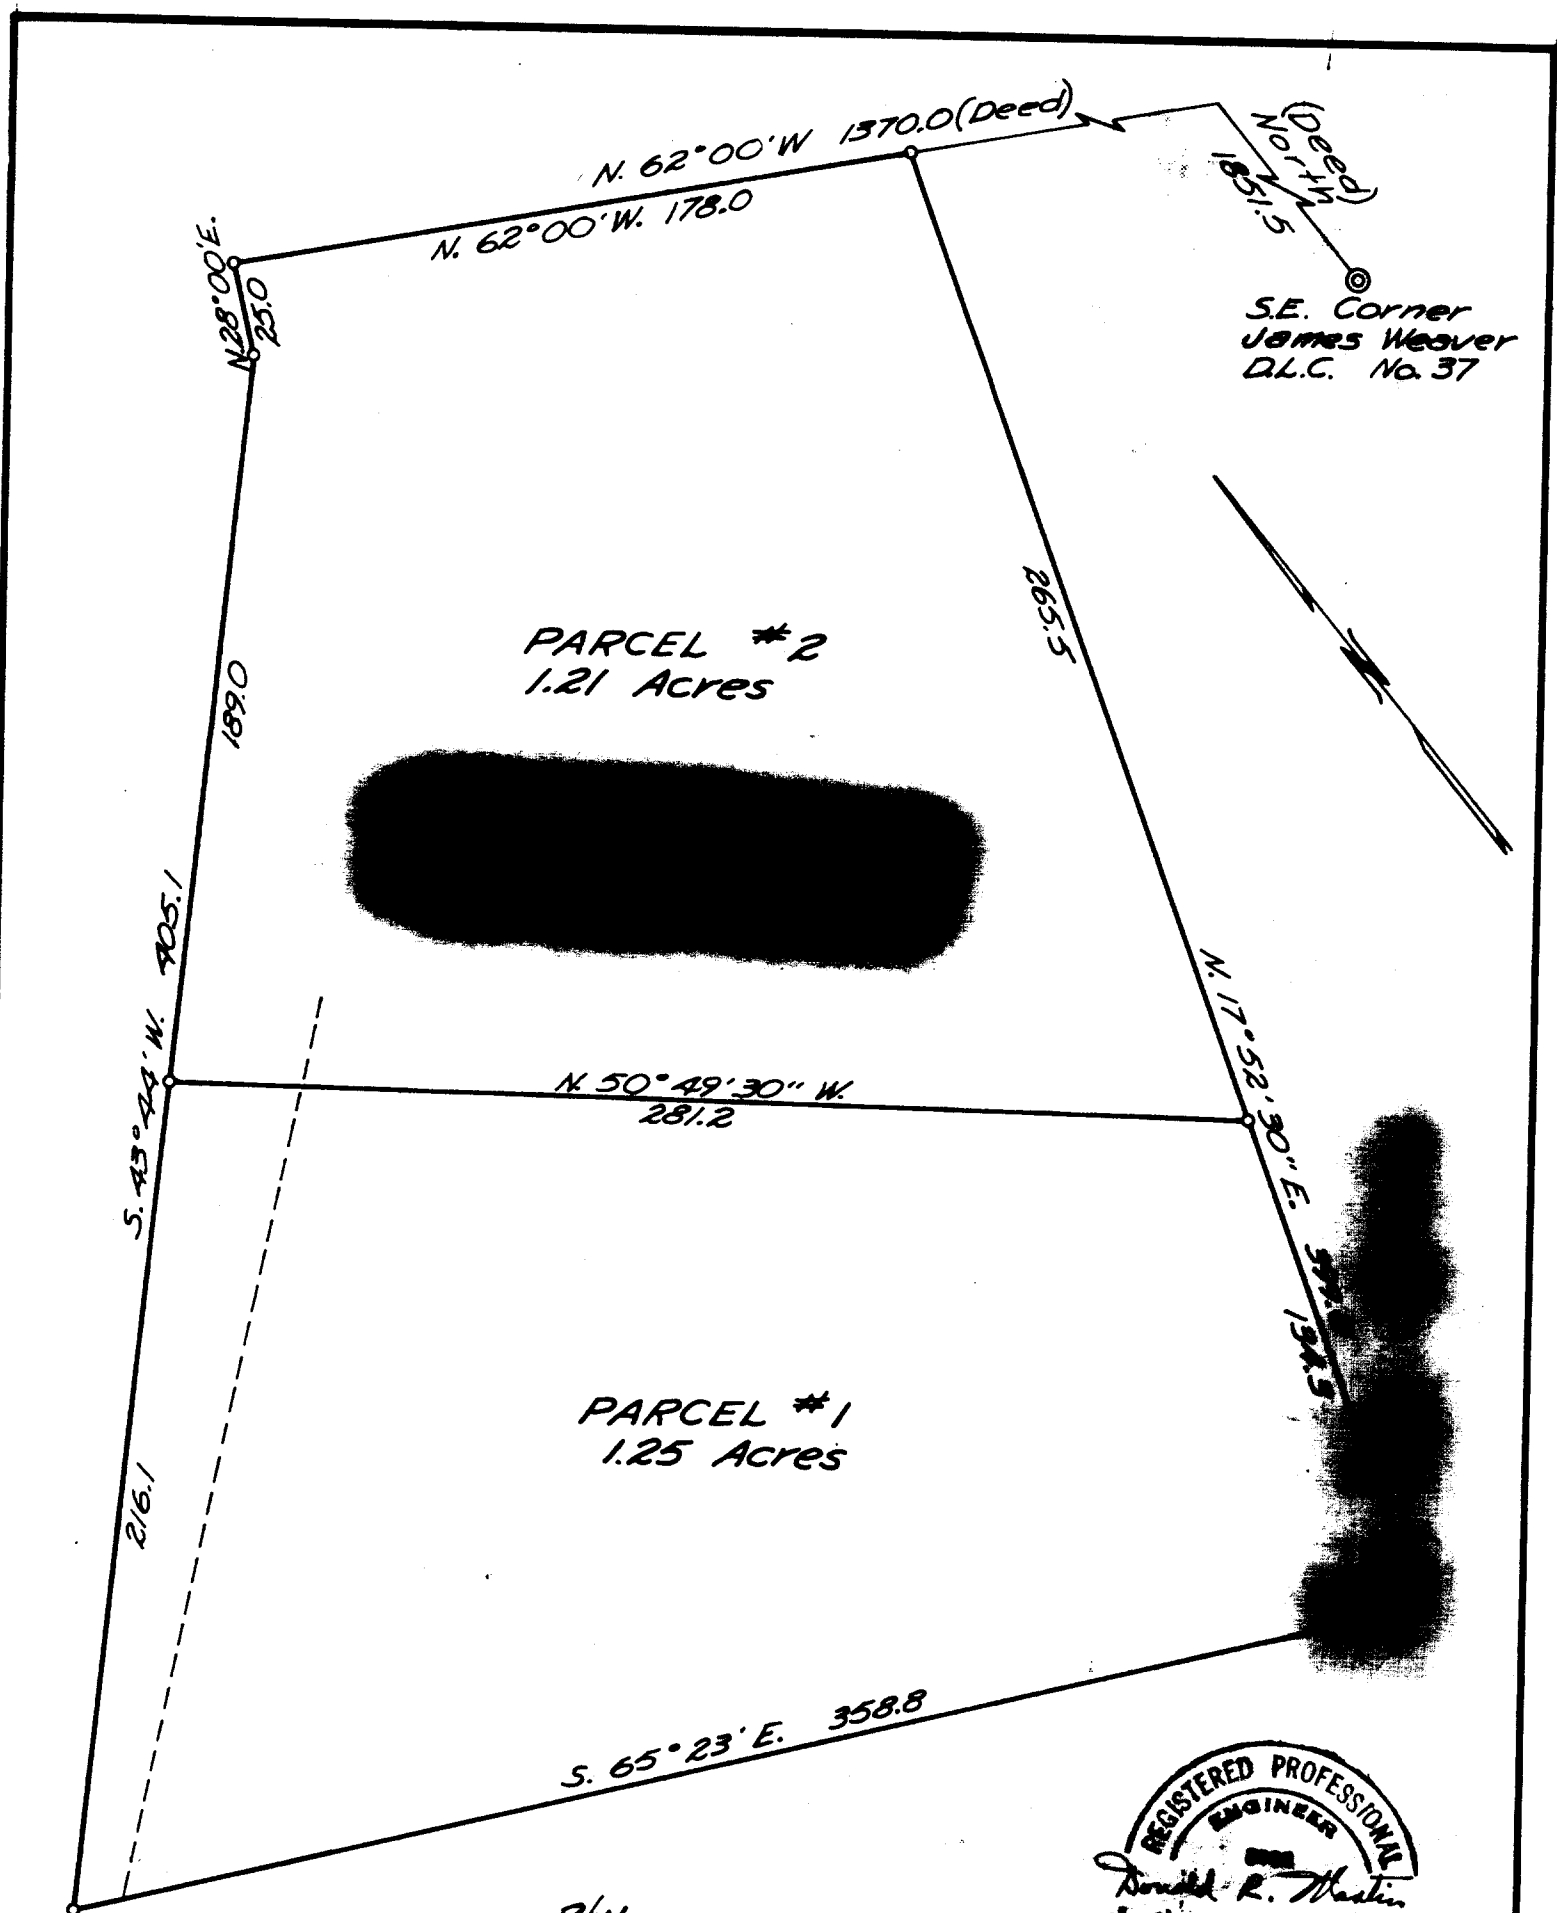 N. 62°00'W 1370.0 (Deed)
N. 62°00'W. 178.0
(Deed)
North
1851.5
N28°00'E.
25.0
S.E. Corner
James Weaver
D.L.C. No. 37
265.5
PARCEL #2
1.21 Acres
189.0
S. 43°44'W. 405.1
N. 50°49'30" W.
281.2
N. 17°52'30" E.
PARCEL #1
1.25 Acres
216.1
S. 65°23'E. 358.8
REGISTERED PROFESSIONAL
ENGINEER
Donald R. Martin